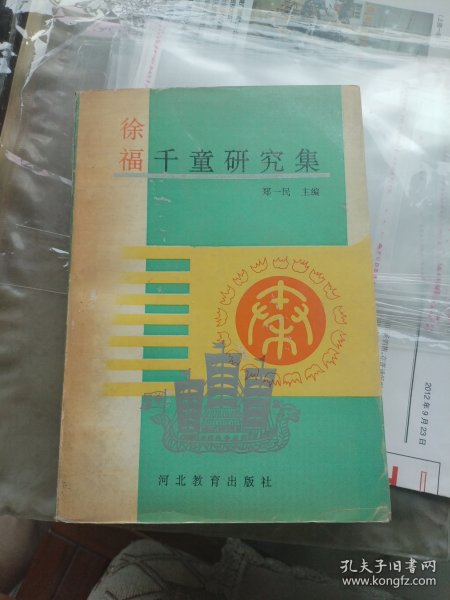 徐福千童研究集
郑一民 主编
秦
河北教育出版社
2012年9月23日
孔夫子旧书网
www.kongfz.com